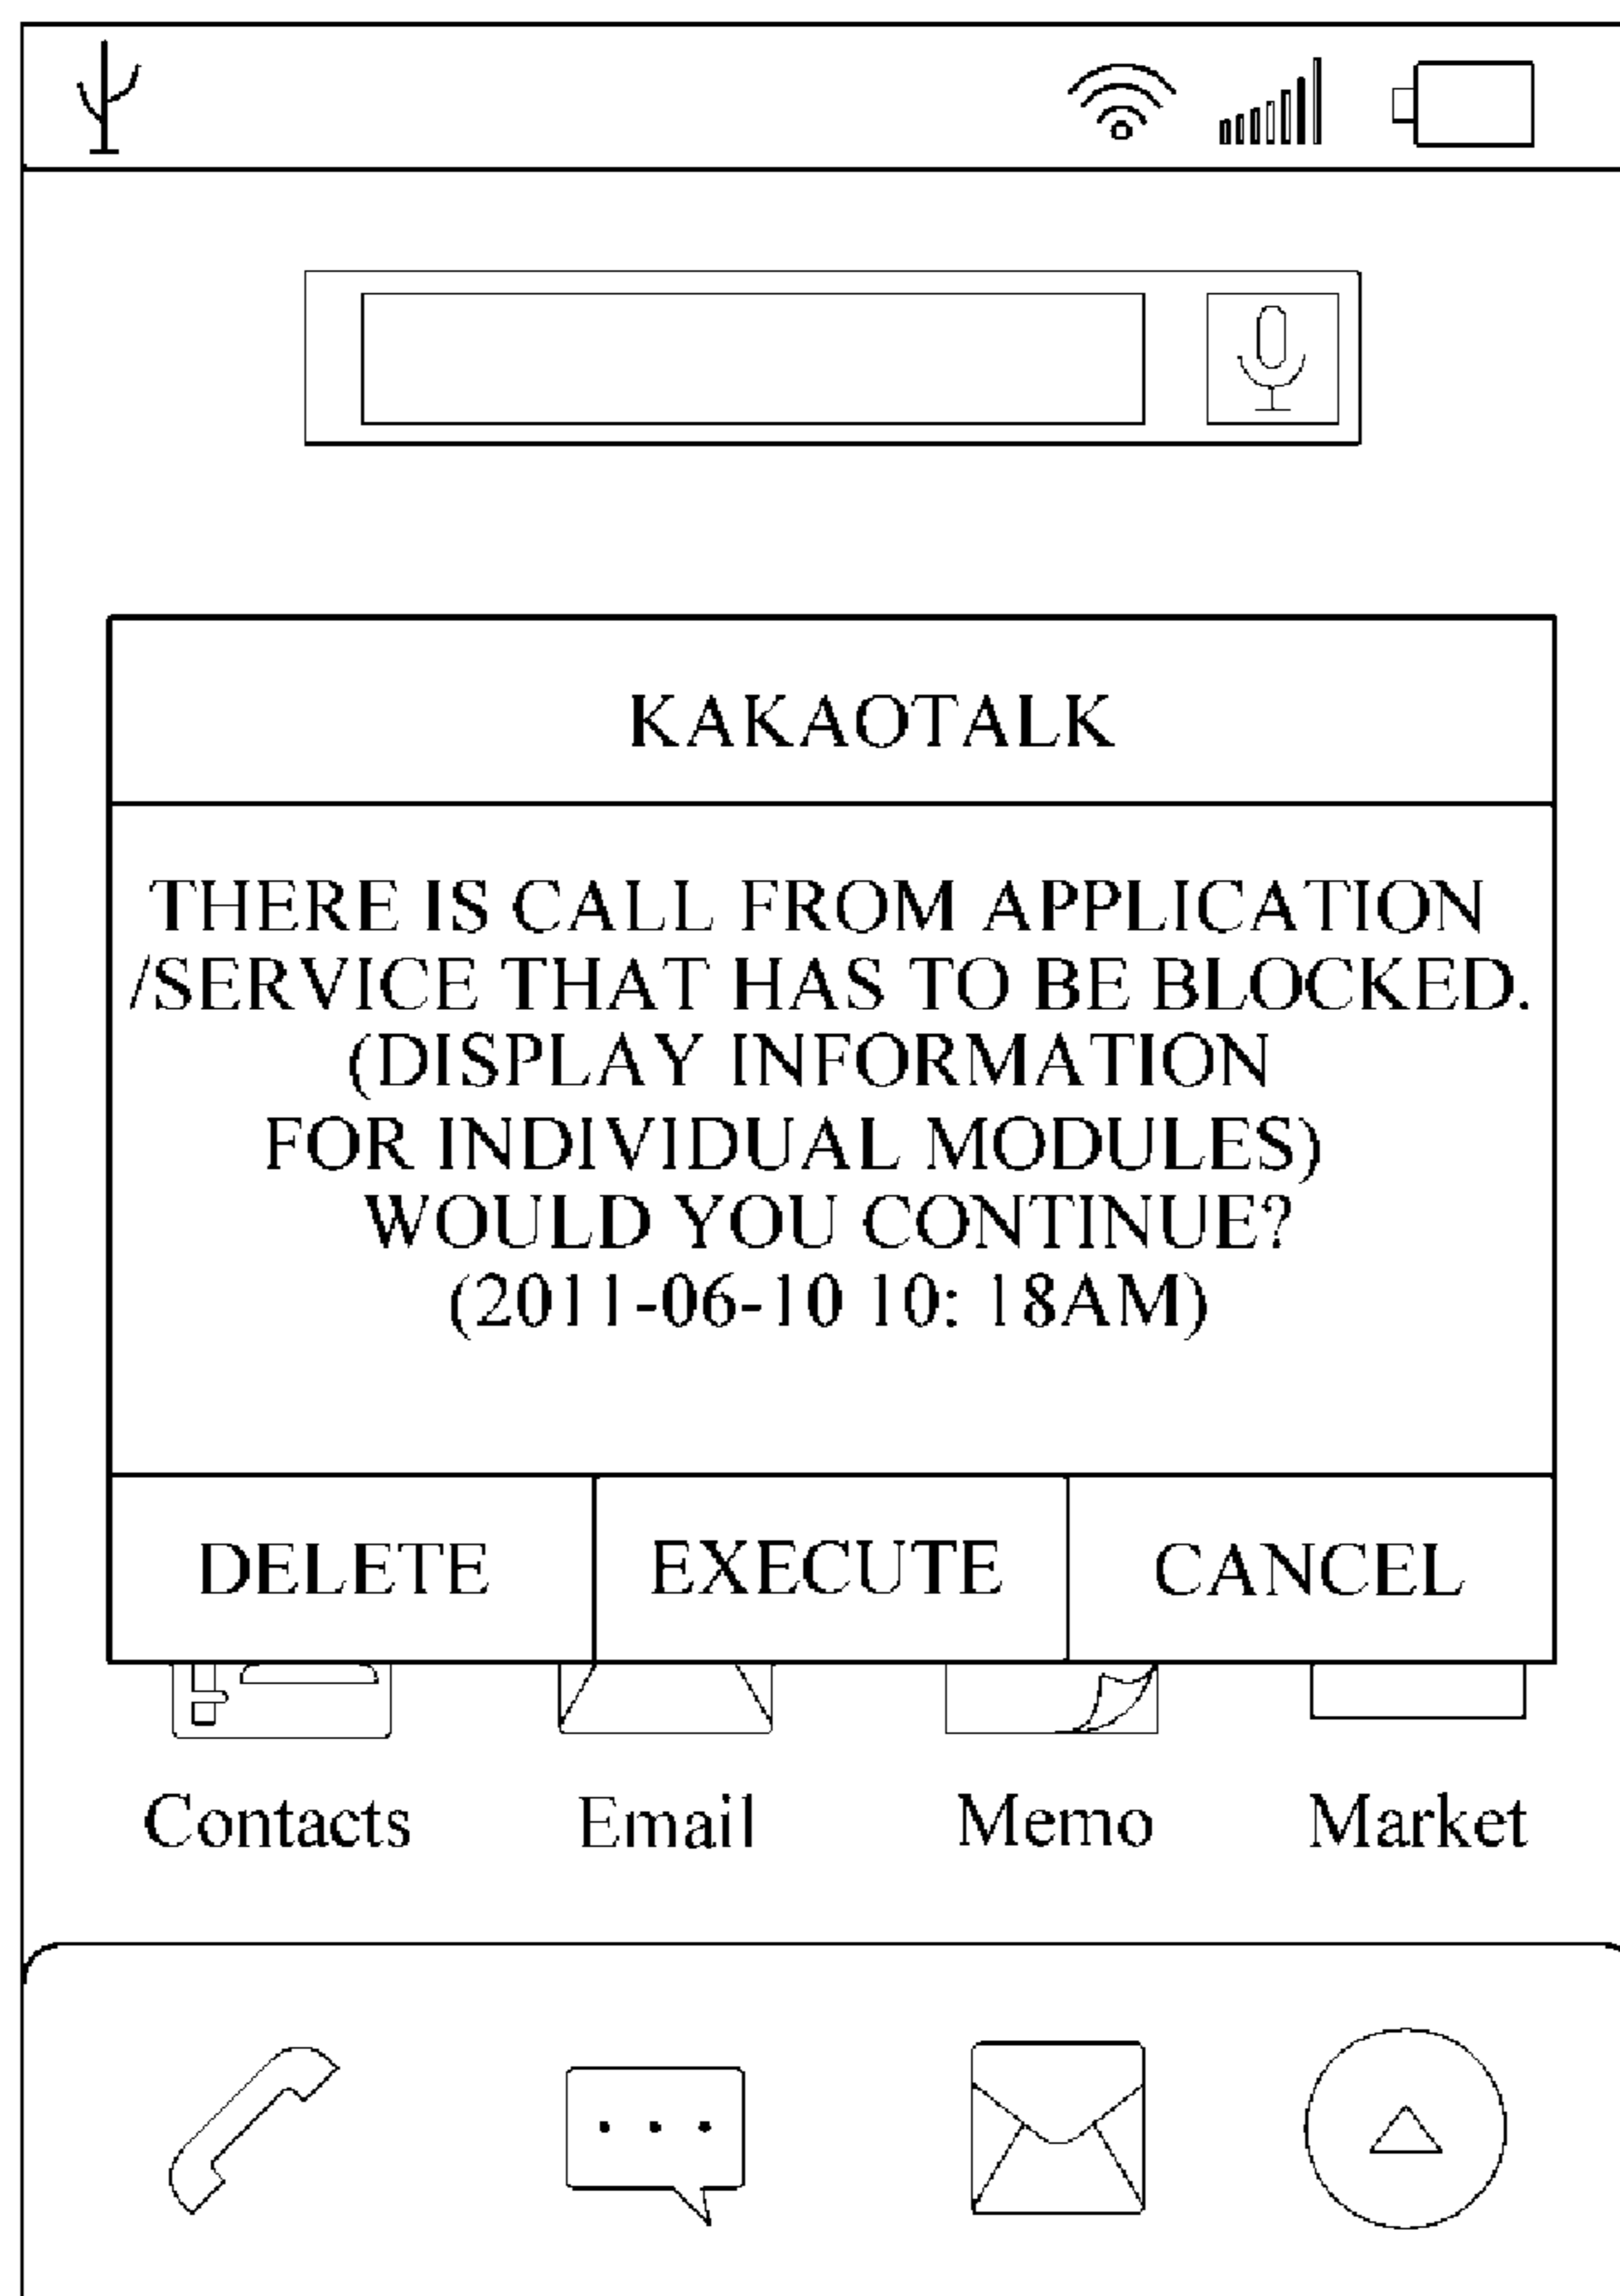 KAKAOTALK
THERE IS CALL FROM APPLICATION
/SERVICE THAT HAS TO BE BLOCKED.
(DISPLAY INFORMATION
FOR INDIVIDUAL MODULES)
WOULD YOU CONTINUE?
(2011-06-10 10: 18AM)
DELETE EXECUTE CANCEL
Contacts Email Memo Market